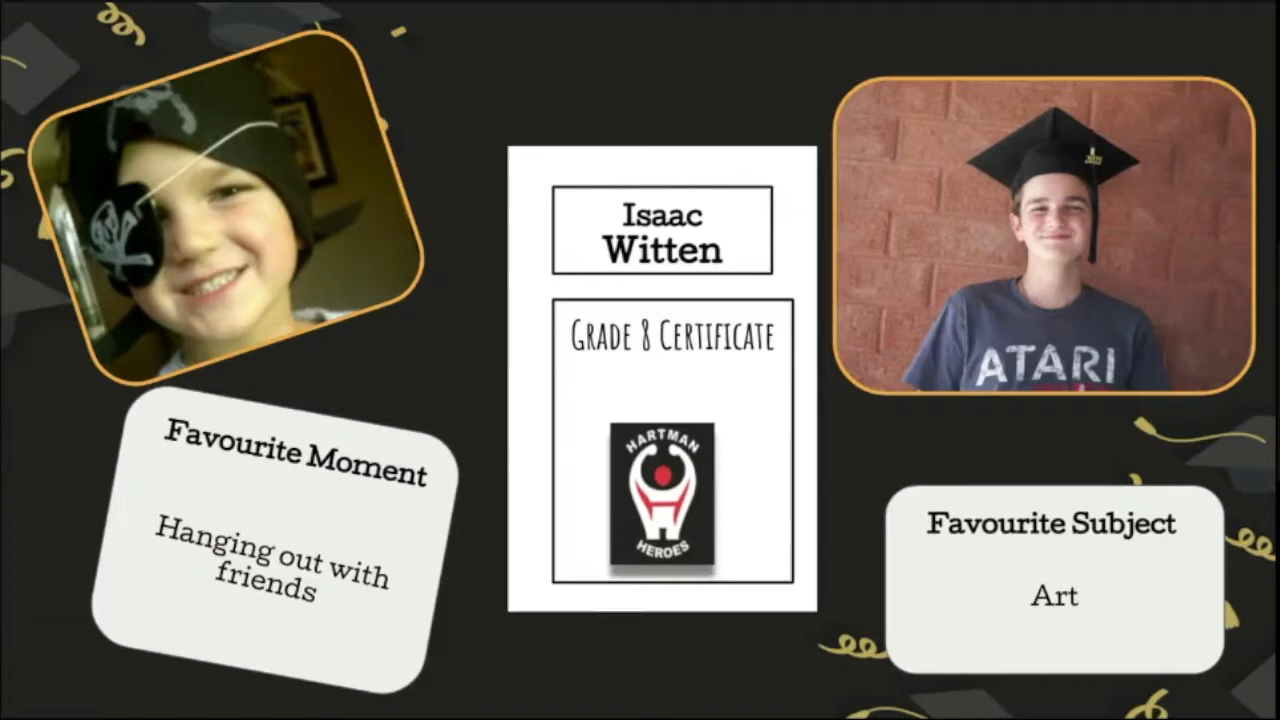 Isaac
Witten
Grade 8 Certificate
HARTMAN
HEROES
ATARI
Favourite Moment
Hanging out with
friends
Favourite Subject
Art